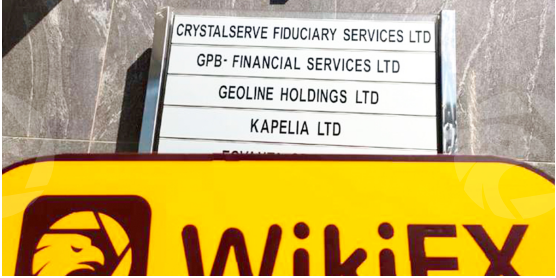 CRYSTALSERVE FIDUCIARY SERVICES LTD
GPB- FINANCIAL SERVICES LTD
GEOLINE HOLDINGS LTD
KAPELIA LTD
WikiFX